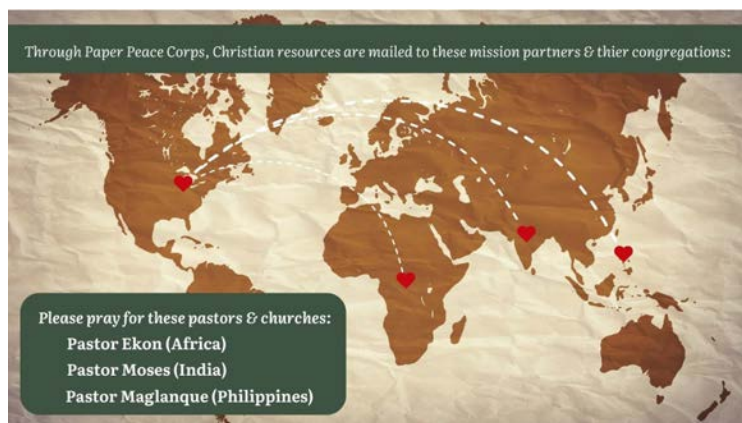 Through Paper Peace Corps, Christian resources are mailed to these mission partners & thier congregations:
Please pray for these pastors & churches:
Pastor Ekon (Africa)
Pastor Moses (India)
Pastor Maglanque (Philippines)